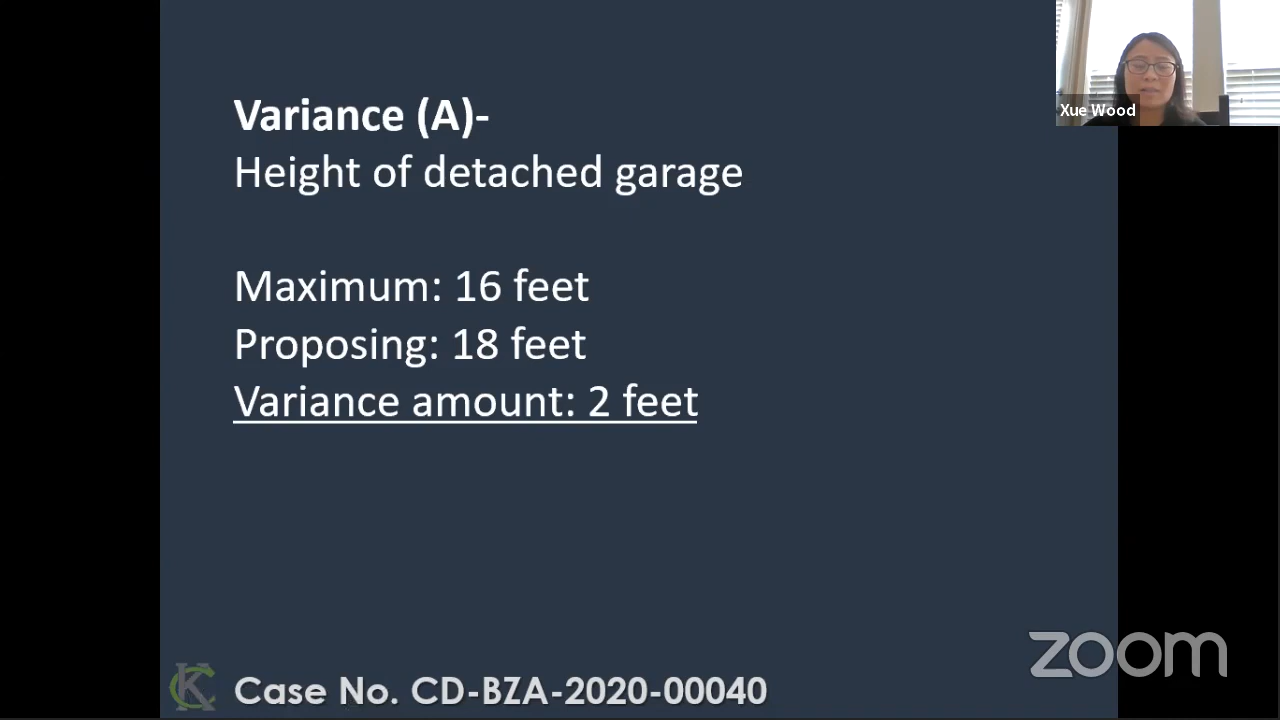 Variance (A)-
Height of detached garage
Maximum: 16 feet
Proposing: 18 feet
Variance amount: 2 feet
Case No. CD-BZA-2020-00040
KC
Xue Wood
zoom